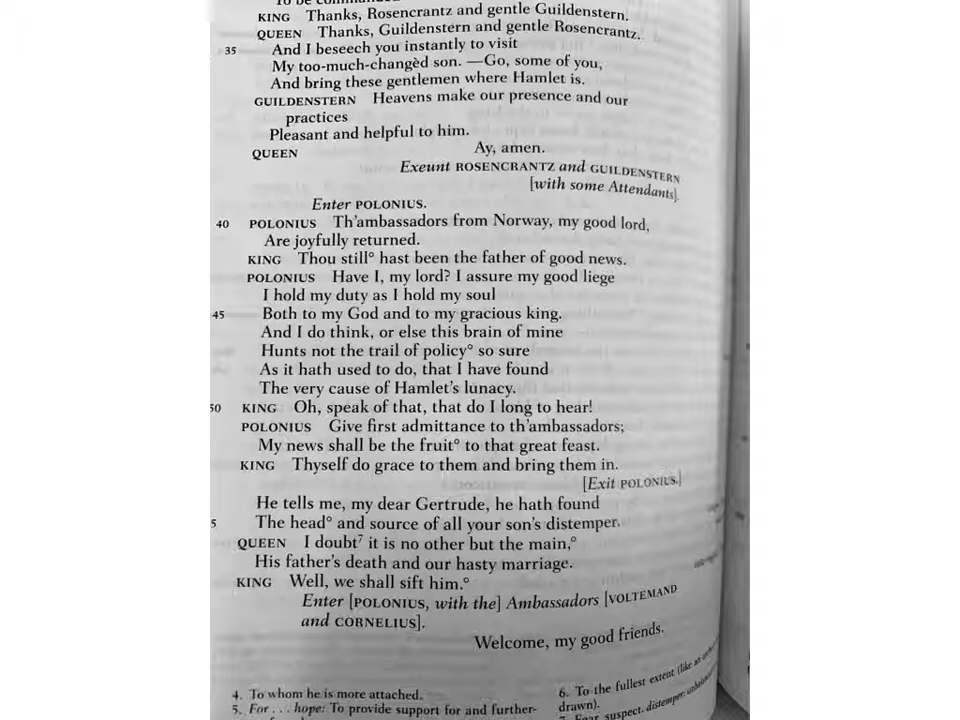 To be commanded
KING Thanks, Rosencrantz and gentle Guildenstern.
QUEEN Thanks, Guildenstern and gentle Rosencrantz.
35 And I beseech you instantly to visit
My too-much-changèd son. —Go, some of you,
And bring these gentlemen where Hamlet is.
GUILDENSTERN Heavens make our presence and our
practices
Pleasant and helpful to him.
QUEEN Ay, amen.
Exeunt ROSENCRANTZ and GUILDENSTERN
[with some Attendants].
Enter POLONIUS.
40 POLONIUS Th'ambassadors from Norway, my good lord,
Are joyfully returned.
KING Thou still° hast been the father of good news.
POLONIUS Have I, my lord? I assure my good liege
I hold my duty as I hold my soul
45 Both to my God and to my gracious king.
And I do think, or else this brain of mine
Hunts not the trail of policy° so sure
As it hath used to do, that I have found
The very cause of Hamlet's lunacy.
50 KING Oh, speak of that, that do I long to hear!
POLONIUS Give first admittance to th'ambassadors;
My news shall be the fruit° to that great feast.
KING Thyself do grace to them and bring them in.
[Exit POLONIUS.]
He tells me, my dear Gertrude, he hath found
5 The head° and source of all your son's distemper.
QUEEN I doubt⁷ it is no other but the main,°
His father's death and our hasty marriage.
KING Well, we shall sift him.°
Enter [POLONIUS, with the] Ambassadors [VOLTEMAND
and CORNELIUS].
Welcome, my good friends.
4. To whom he is more attached.
5. For . . . hope: To provide support for and further-
6. To the fullest extent (like an
drawn).
7. Fear, suspect. distemper: